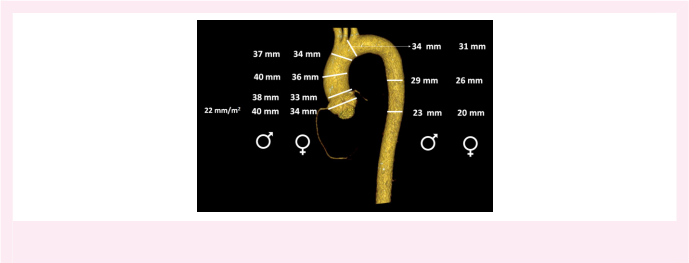 34 mm 31 mm
37 mm 34 mm
40 mm 36 mm
29 mm 26 mm
38 mm 33 mm
22 mm/m² 40 mm 34 mm
23 mm 20 mm
♂ ♀ ♂ ♀